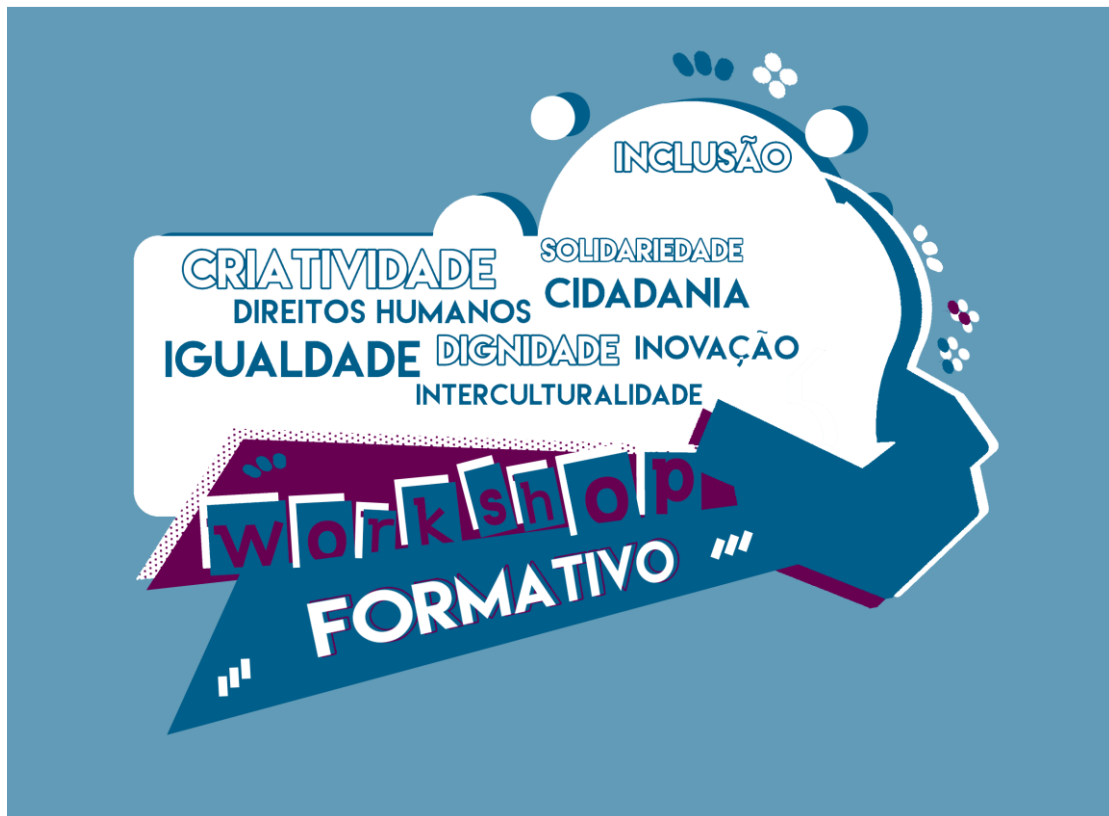 INCLUSÃO
SOLIDARIEDADE
CRIATIVIDADE
CIDADANIA
DIREITOS HUMANOS
IGUALDADE DIGNIDADE INOVAÇÃO
INTERCULTURALIDADE
workshop
FORMATIVO